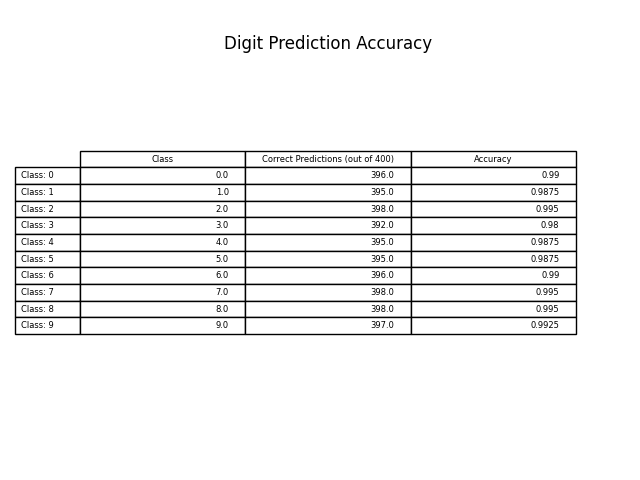 Digit Prediction Accuracy
Class Correct Predictions (out of 400) Accuracy
Class: 0 0.0 396.0 0.99
Class: 1 1.0 395.0 0.9875
Class: 2 2.0 398.0 0.995
Class: 3 3.0 392.0 0.98
Class: 4 4.0 395.0 0.9875
Class: 5 5.0 395.0 0.9875
Class: 6 6.0 396.0 0.99
Class: 7 7.0 398.0 0.995
Class: 8 8.0 398.0 0.995
Class: 9 9.0 397.0 0.9925